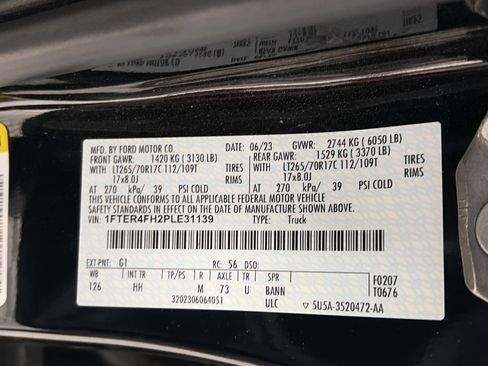 MFD. BY FORD MOTOR CO. DATE: 06/23 GVWR: 2744 KG ( 6050 LB)
FRONT GAWR: 1420 KG ( 3130 LB) REAR GAWR: 1529 KG ( 3370 LB)
WITH LT265/70R17C 112/109T TIRES WITH LT265/70R17C 112/109T TIRES
17x8.0J RIMS 17x8.0J RIMS
AT 270 kPa/ 39 PSI COLD AT 270 kPa/ 39 PSI COLD
THIS VEHICLE CONFORMS TO ALL APPLICABLE FEDERAL MOTOR VEHICLE
SAFETY STANDARDS IN EFFECT ON THE DATE OF MANUFACTURE SHOWN ABOVE
VIN: 1FTER4FH2PLE31139 TYPE: Truck
EXT PNT: G1 RC: 56 DSO:
WB INT TR TP/PS R AXLE TR SPR F0207
126 HH M 73 U BANN T0676
3202306064051 ULC ▽ 5U5A-3520472-AA